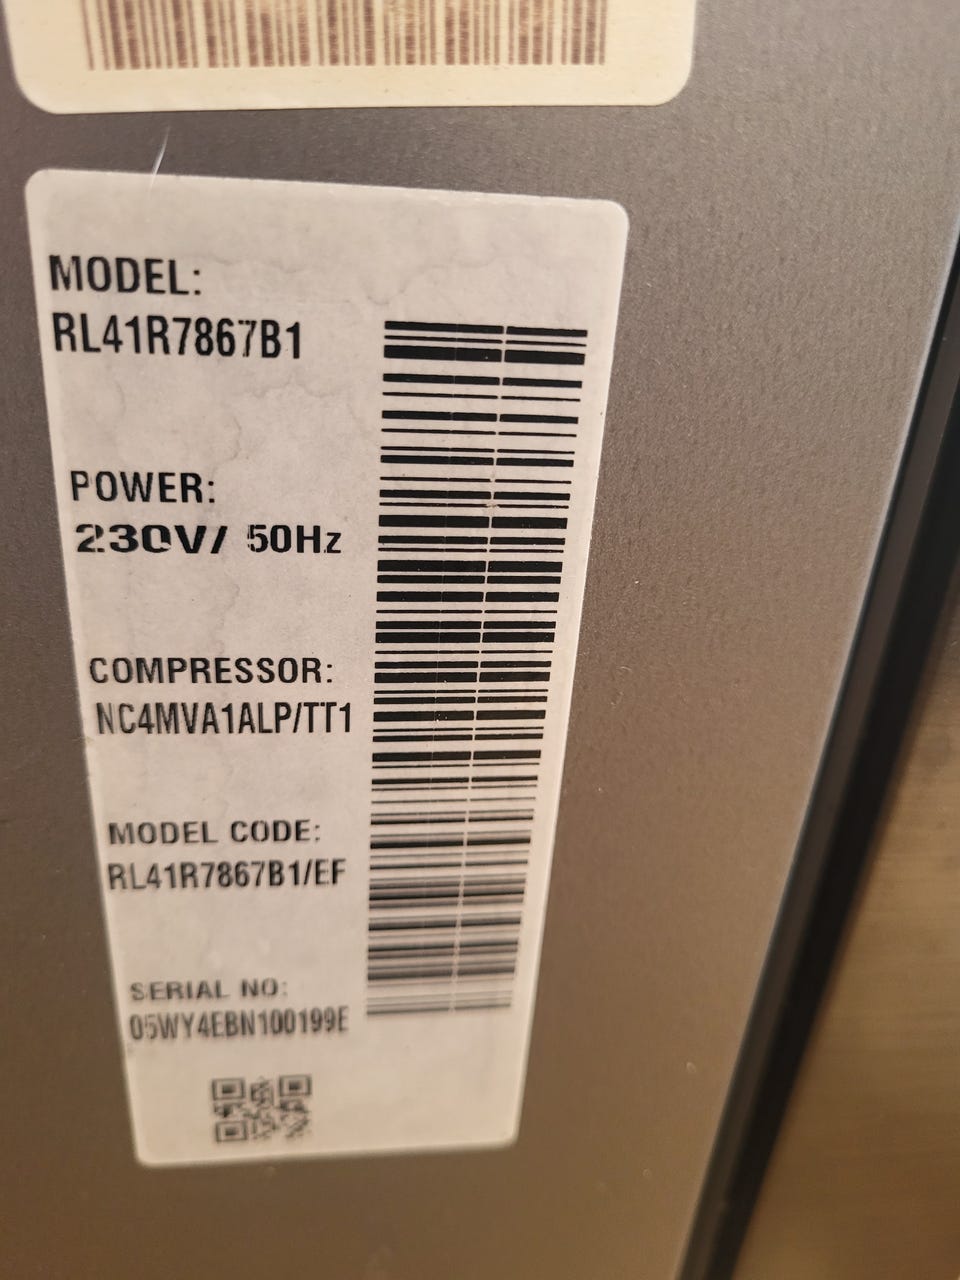 MODEL:
RL41R7867B1
POWER:
230V/ 50Hz
COMPRESSOR:
NC4MVA1ALP/TT1
MODEL CODE:
RL41R7867B1/EF
SERIAL NO:
05WY4EBN100199E